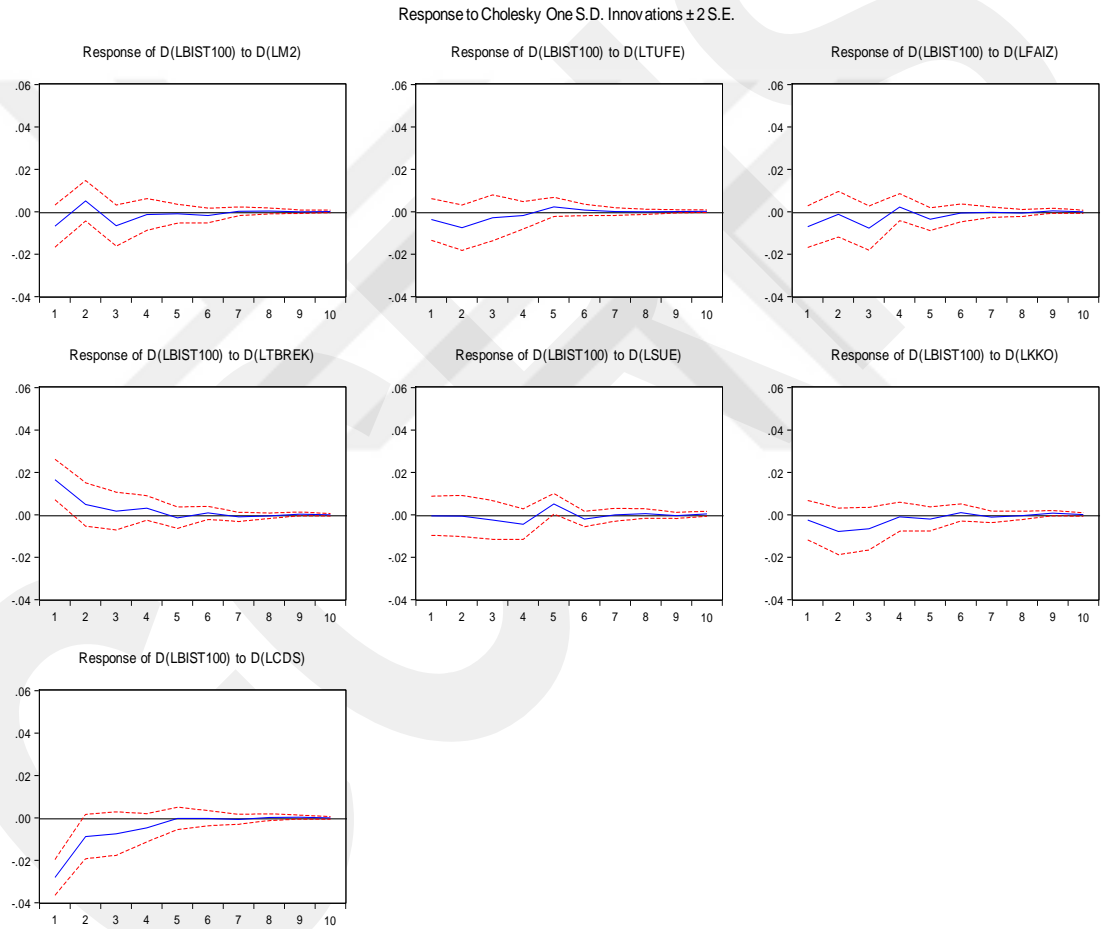 Response to Cholesky One S.D. Innovations ± 2 S.E.
Response of D(LBIST100) to D(LM2)
.06
.04
.02
.00
-.02
-.04
1 2 3 4 5 6 7 8 9 10
Response of D(LBIST100) to D(LTUFE)
.06
.04
.02
.00
-.02
-.04
1 2 3 4 5 6 7 8 9 10
Response of D(LBIST100) to D(LFAIZ)
.06
.04
.02
.00
-.02
-.04
1 2 3 4 5 6 7 8 9 10
Response of D(LBIST100) to D(LTBREK)
.06
.04
.02
.00
-.02
-.04
1 2 3 4 5 6 7 8 9 10
Response of D(LBIST100) to D(LSUE)
.06
.04
.02
.00
-.02
-.04
1 2 3 4 5 6 7 8 9 10
Response of D(LBIST100) to D(LKKO)
.06
.04
.02
.00
-.02
-.04
1 2 3 4 5 6 7 8 9 10
Response of D(LBIST100) to D(LCDS)
.06
.04
.02
.00
-.02
-.04
1 2 3 4 5 6 7 8 9 10